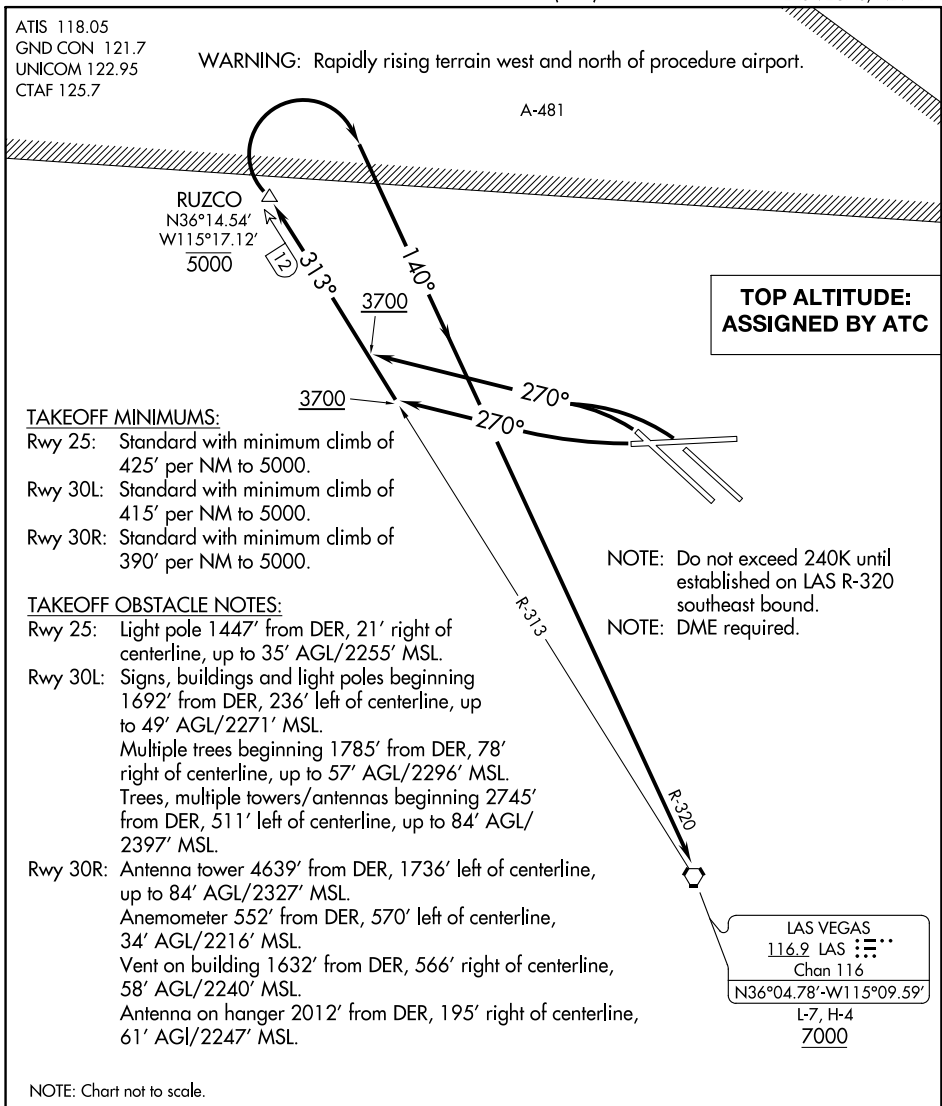 ATIS 118.05
GND CON 121.7
UNICOM 122.95
CTAF 125.7
WARNING: Rapidly rising terrain west and north of procedure airport.
A-481
RUZCO
N36°14.54'
W115°17.12'
5000
12
313°
140°
3700
TOP ALTITUDE:
ASSIGNED BY ATC
270°
3700
270°
TAKEOFF MINIMUMS:
Rwy 25: Standard with minimum climb of
425' per NM to 5000.
Rwy 30L: Standard with minimum climb of
415' per NM to 5000.
Rwy 30R: Standard with minimum climb of
390' per NM to 5000.
NOTE: Do not exceed 240K until
established on LAS R-320
southeast bound.
NOTE: DME required.
R-313
TAKEOFF OBSTACLE NOTES:
Rwy 25: Light pole 1447' from DER, 21' right of
centerline, up to 35' AGL/2255' MSL.
Rwy 30L: Signs, buildings and light poles beginning
1692' from DER, 236' left of centerline, up
to 49' AGL/2271' MSL.
Multiple trees beginning 1785' from DER, 78'
right of centerline, up to 57' AGL/2296' MSL.
Trees, multiple towers/antennas beginning 2745'
from DER, 511' left of centerline, up to 84' AGL/
2397' MSL.
Rwy 30R: Antenna tower 4639' from DER, 1736' left of centerline,
up to 84' AGL/2327' MSL.
Anemometer 552' from DER, 570' left of centerline,
34' AGL/2216' MSL.
Vent on building 1632' from DER, 566' right of centerline,
58' AGL/2240' MSL.
Antenna on hanger 2012' from DER, 195' right of centerline,
61' AGl/2247' MSL.
R-320
LAS VEGAS
116.9 LAS
Chan 116
N36°04.78'-W115°09.59'
L-7, H-4
7000
NOTE: Chart not to scale.